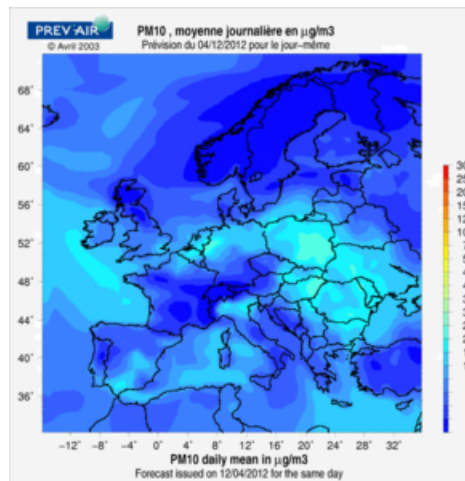 PREV'AIR
© Avril 2003
PM10 , moyenne journalière en µg/m3
Prévision du 04/12/2012 pour le jour-même
68°
64°
60°
56°
52°
48°
44°
40°
36°
-12° -8° -4° 0° 4° 8° 12° 16° 20° 24° 28° 32°
PM10 daily mean in µg/m3
Forecast issued on 12/04/2012 for the same day